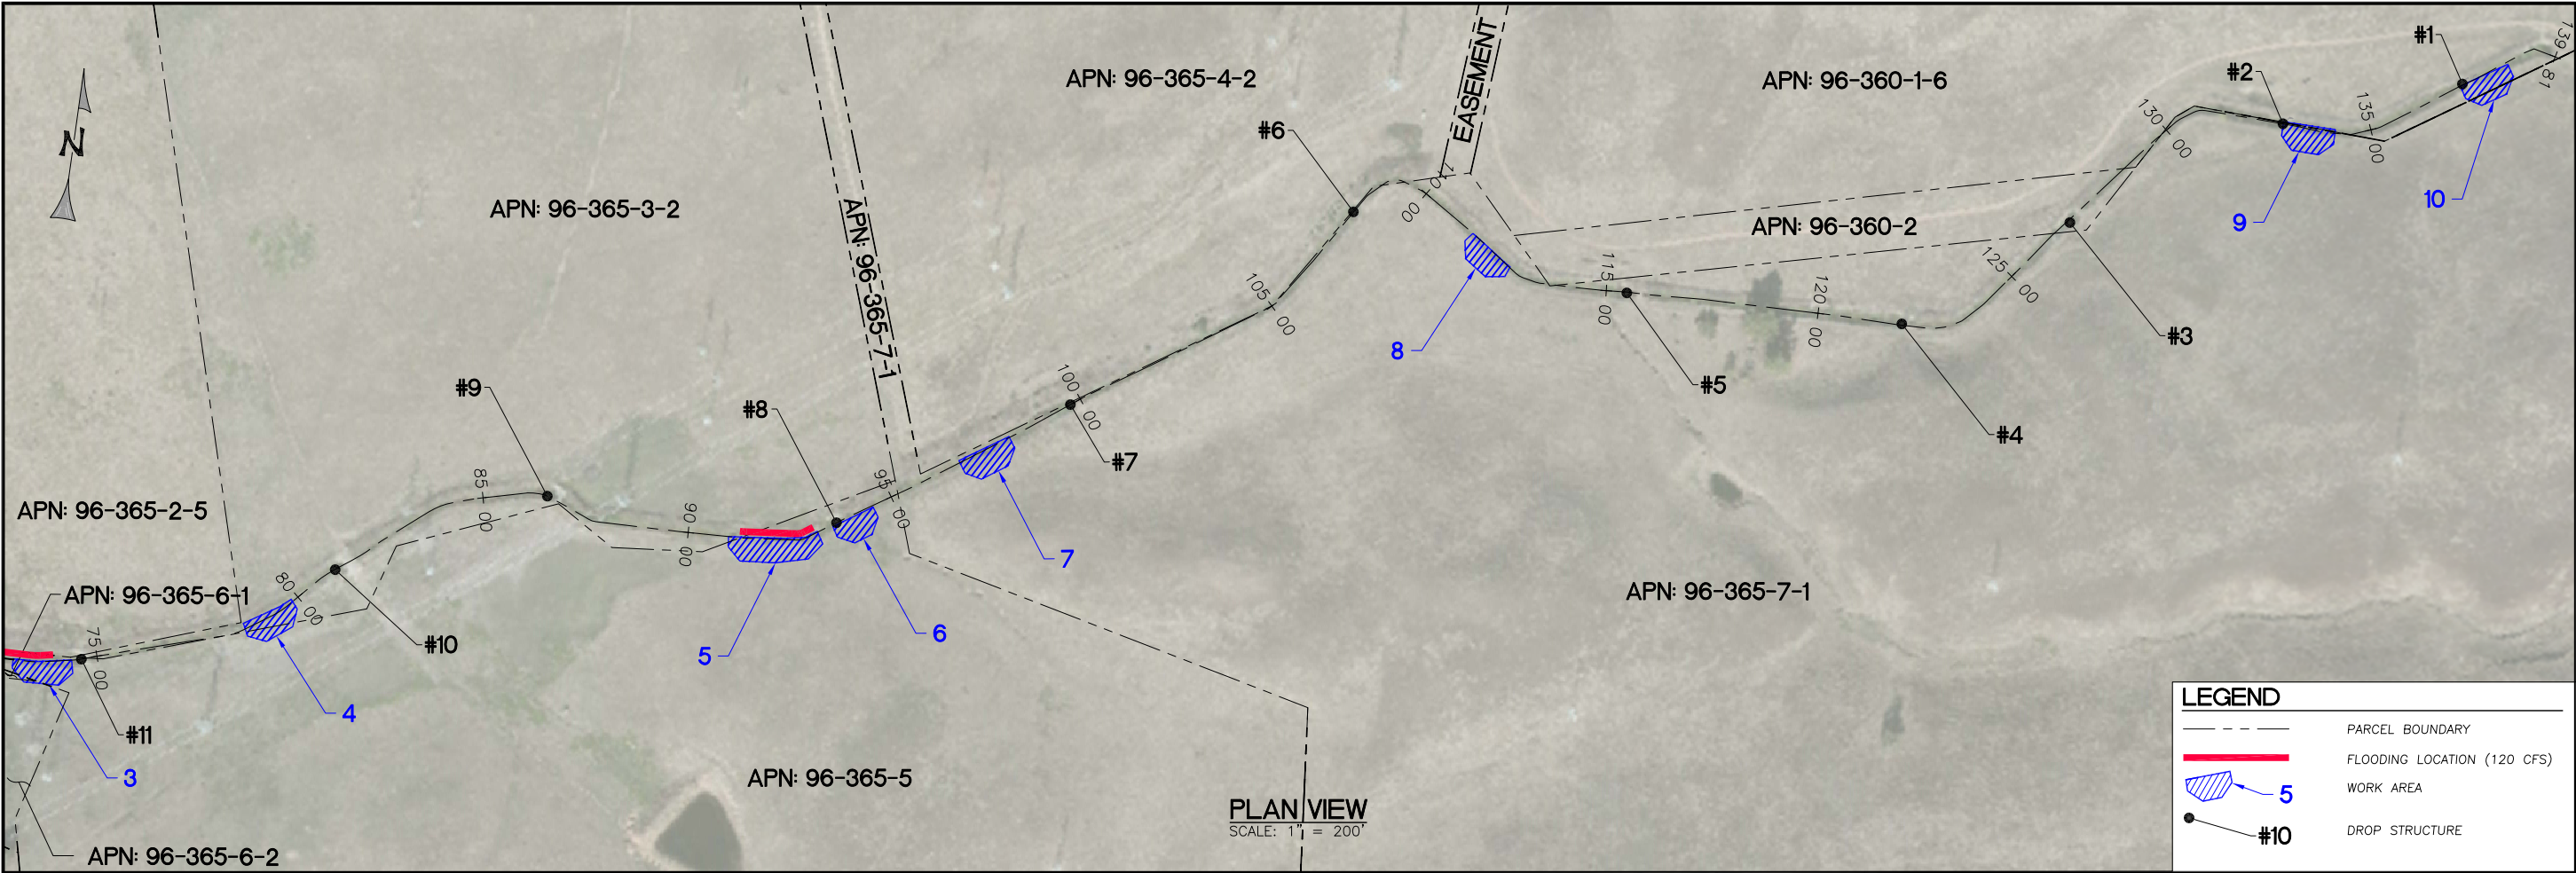 #1
139
81
#2
APN: 96-365-4-2
APN: 96-360-1-6
EASEMENT
130
00
135
00
#6
N
10
9
APN: 96-365-3-2
APN: 96-365-7-1
110
00
APN: 96-360-2
125
00
115
00
120
00
105
00
#3
8
#5
#9
#8
100
00
#4
#7
85
00
95
00
90
00
APN: 96-365-2-5
7
APN: 96-365-6-1
80
00
APN: 96-365-7-1
6
75
00
#10
5
4
#11
3
APN: 96-365-5
PLAN VIEW
SCALE: 1" = 200'
APN: 96-365-6-2
LEGEND
PARCEL BOUNDARY
FLOODING LOCATION (120 CFS)
5
WORK AREA
#10
DROP STRUCTURE